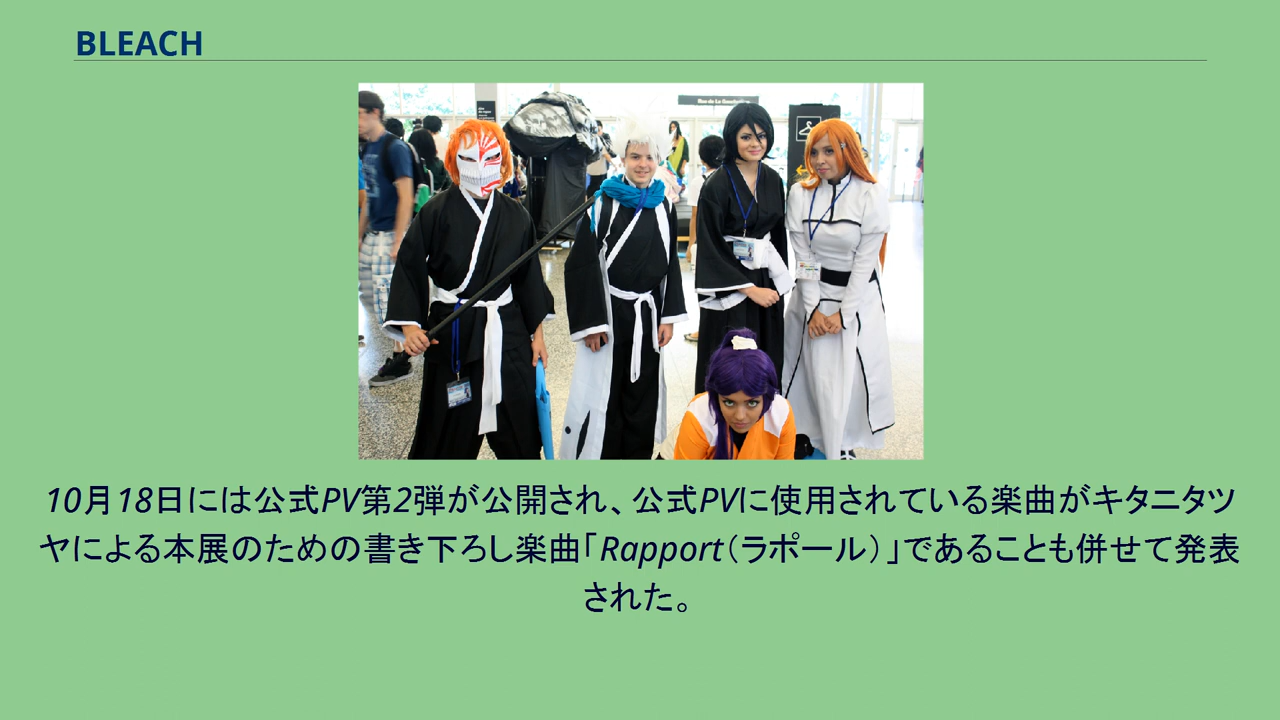 BLEACH
Rue de La Gauchetière
10月18日には公式PV第2弾が公開され、公式PVに使用されている楽曲がキタニタツ
ヤによる本展のための書き下ろし楽曲「Rapport（ラポール）」であることも併せて発表
された。